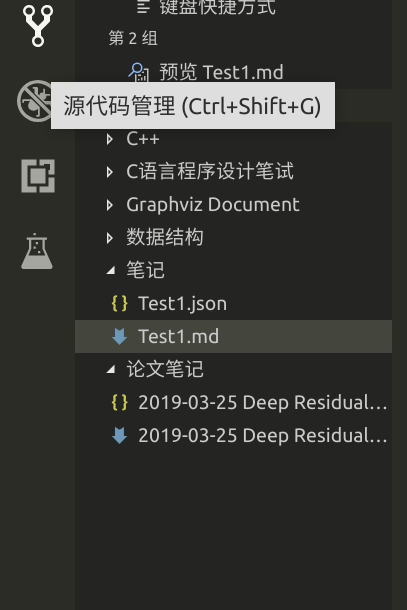 键盘快捷方式
第 2 组
预览 Test1.md
源代码管理 (Ctrl+Shift+G)
C++
C语言程序设计笔试
Graphviz Document
数据结构
笔记
{ } Test1.json
Test1.md
论文笔记
{ } 2019-03-25 Deep Residual...
2019-03-25 Deep Residual...